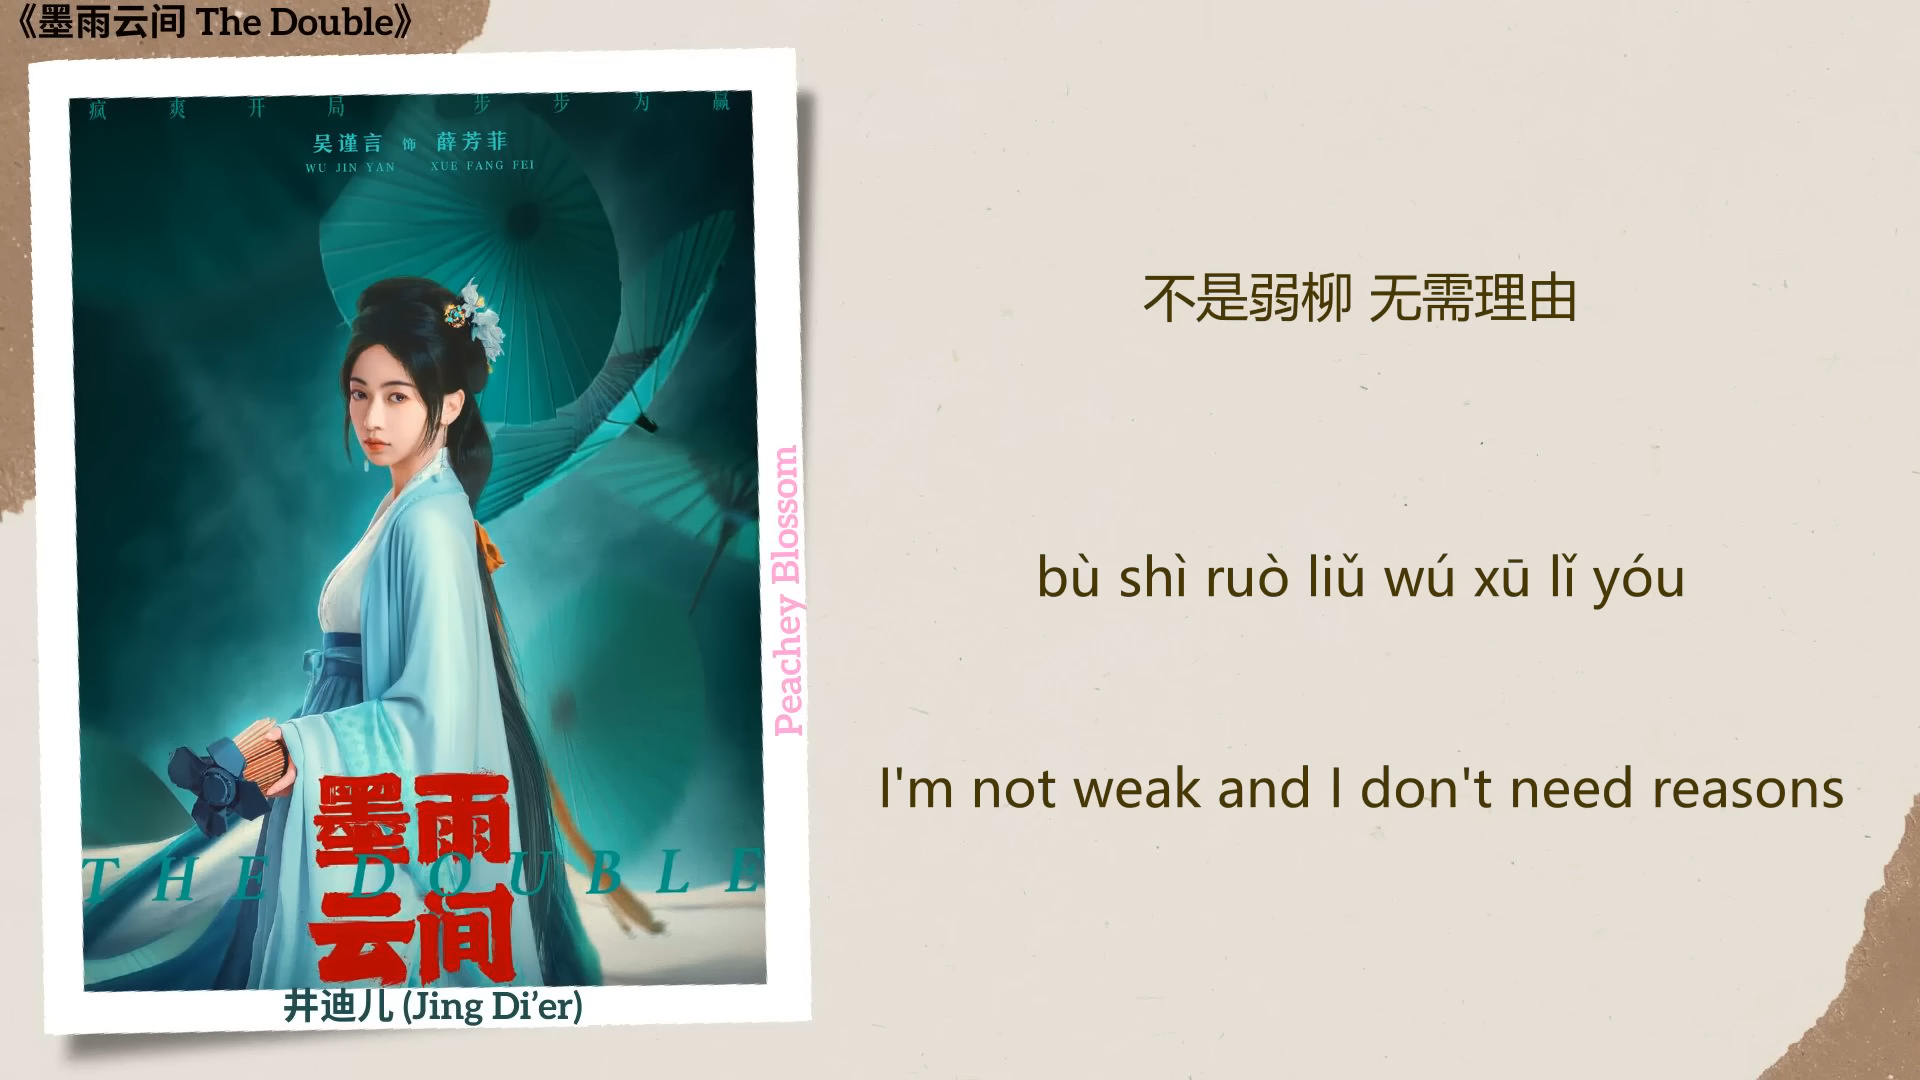 《墨雨云间 The Double》
疯 爽 开 局 步 步 为 赢
吴谨言 饰 薛芳菲
WU JIN YAN XUE FANG FEI
墨雨
THE DOUBLE
云间
井迪儿 (Jing Di'er)
Peachey Blossom
不是弱柳 无需理由
bù shì ruò liǔ wú xū lǐ yóu
I'm not weak and I don't need reasons